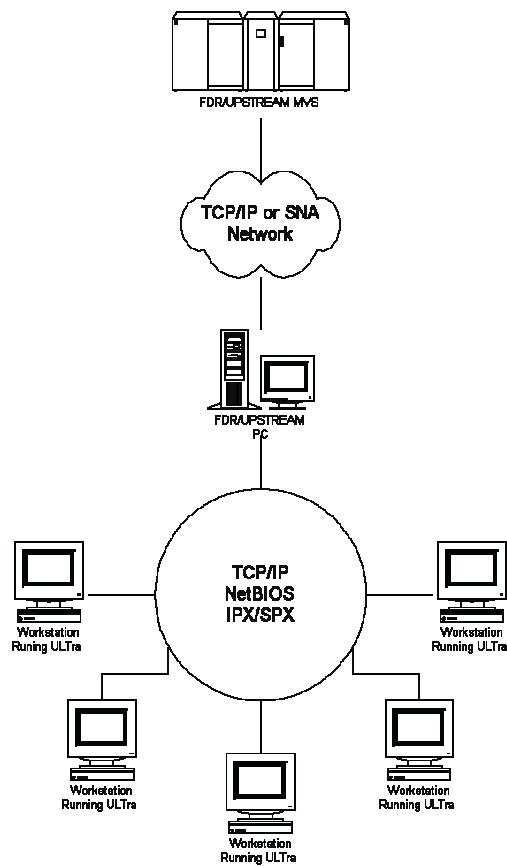 FDR/UPSTREAM MVS
TCP/IP or SNA
Network
FDR/UPSTREAM
PC
TCP/IP
NetBIOS
IPX/SPX
Workstation
Runing ULTra
Workstation
Running ULTra
Workstation
Running ULTra
Workstation
Running ULTra
Workstation
Running ULTra